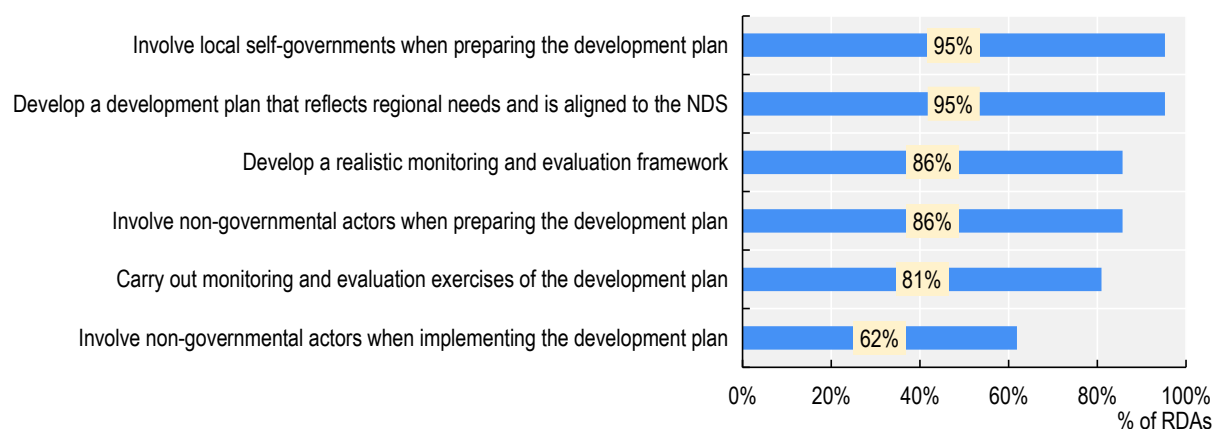 Involve local self-governments when preparing the development plan
95%
Develop a development plan that reflects regional needs and is aligned to the NDS
95%
Develop a realistic monitoring and evaluation framework
86%
Involve non-governmental actors when preparing the development plan
86%
Carry out monitoring and evaluation exercises of the development plan
81%
Involve non-governmental actors when implementing the development plan
62%
0% 20% 40% 60% 80% 100%
% of RDAs